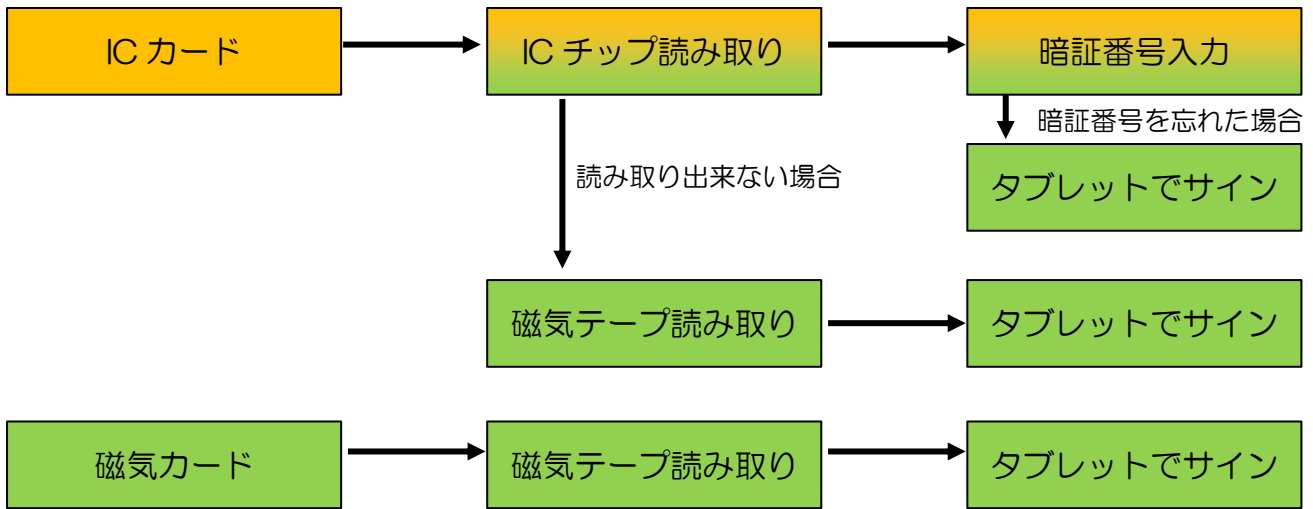 IC カード
IC チップ読み取り
暗証番号入力
暗証番号を忘れた場合
読み取り出来ない場合
タブレットでサイン
磁気テープ読み取り
タブレットでサイン
磁気カード
磁気テープ読み取り
タブレットでサイン